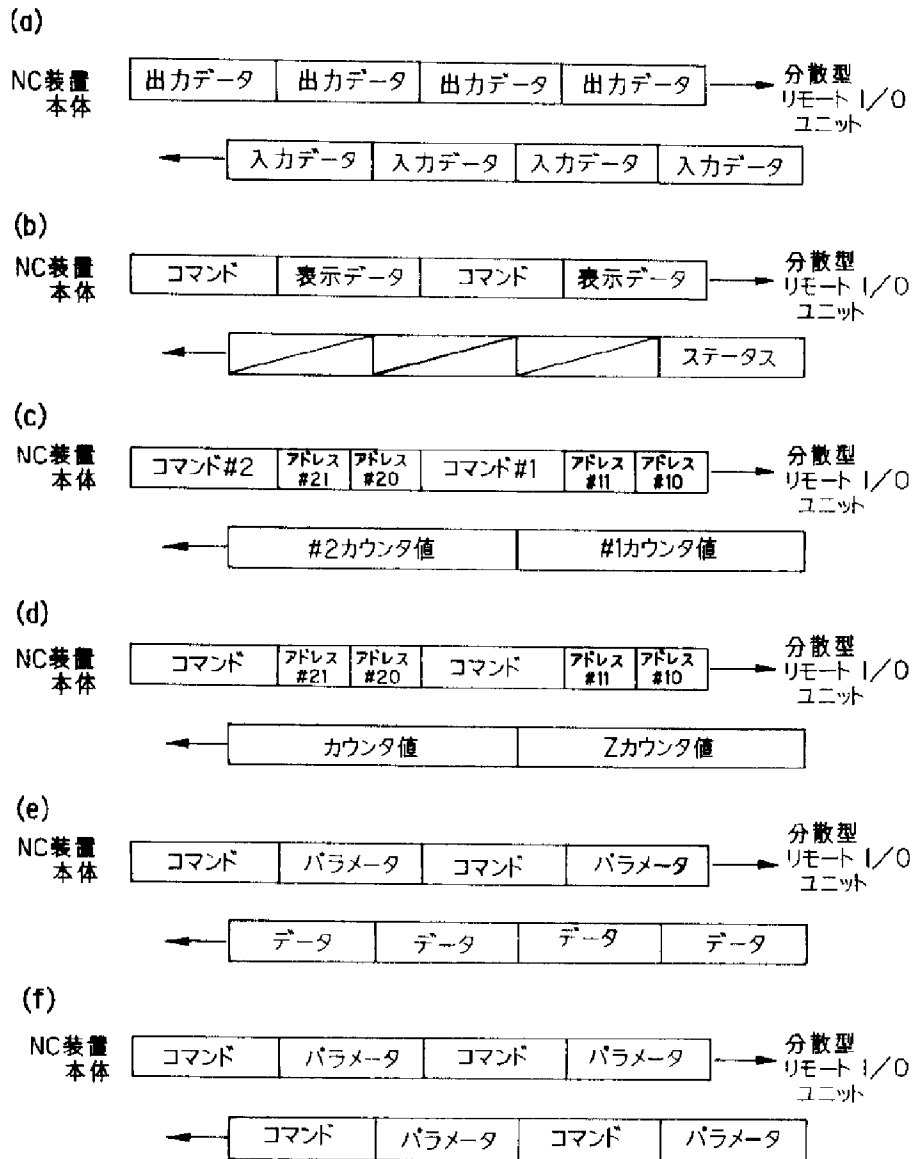 (a)
NC装置
本体
出力データ 出力データ 出力データ 出力データ
分散型
リモート I/O
ユニット
入力データ 入力データ 入力データ 入力データ
(b)
NC装置
本体
コマンド 表示データ コマンド 表示データ
分散型
リモート I/O
ユニット
ステータス
(c)
NC装置
本体
コマンド#2 アドレス#21 アドレス#20 コマンド#1 アドレス#11 アドレス#10
分散型
リモート I/O
ユニット
#2カウンタ値 #1カウンタ値
(d)
NC装置
本体
コマンド アドレス#21 アドレス#20 コマンド アドレス#11 アドレス#10
分散型
リモート I/O
ユニット
カウンタ値 Zカウンタ値
(e)
NC装置
本体
コマンド パラメータ コマンド パラメータ
分散型
リモート I/O
ユニット
データ データ データ データ
(f)
NC装置
本体
コマンド パラメータ コマンド パラメータ
分散型
リモート I/O
ユニット
コマンド パラメータ コマンド パラメータ